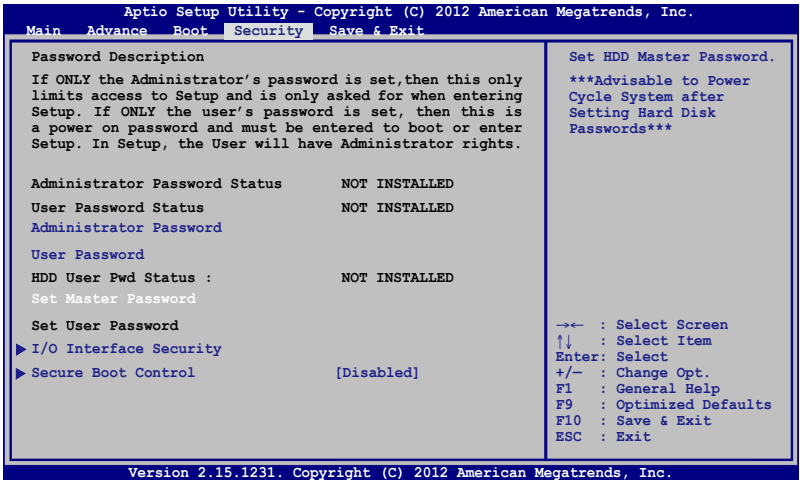 Aptio Setup Utility - Copyright (C) 2012 American Megatrends, Inc.
Main Advance Boot Security Save & Exit
Password Description
If ONLY the Administrator's password is set,then this only
limits access to Setup and is only asked for when entering
Setup. If ONLY the user's password is set, then this is
a power on password and must be entered to boot or enter
Setup. In Setup, the User will have Administrator rights.
Administrator Password Status NOT INSTALLED
User Password Status NOT INSTALLED
Administrator Password
User Password
HDD User Pwd Status : NOT INSTALLED
Set Master Password
Set User Password
I/O Interface Security
Secure Boot Control [Disabled]
Set HDD Master Password.
***Advisable to Power
Cycle System after
Setting Hard Disk
Passwords***
→← : Select Screen
↑↓ : Select Item
Enter: Select
+/— : Change Opt.
F1 : General Help
F9 : Optimized Defaults
F10 : Save & Exit
ESC : Exit
Version 2.15.1231. Copyright (C) 2012 American Megatrends, Inc.